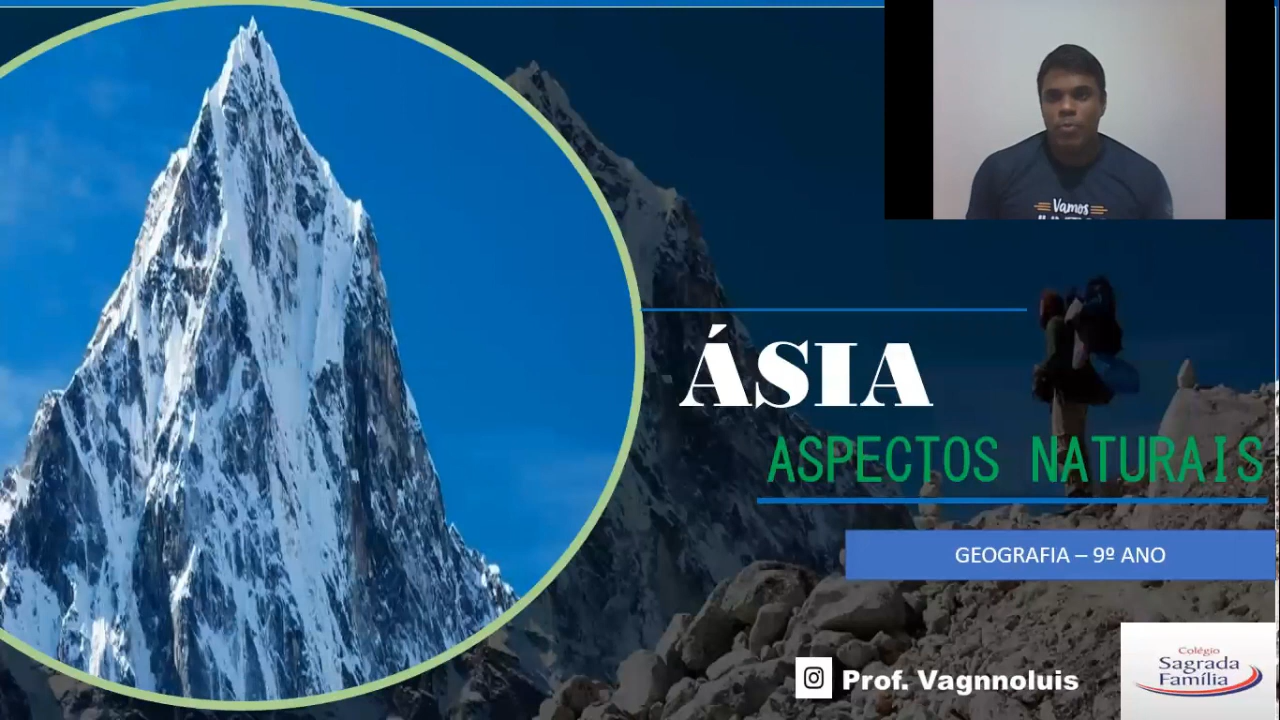 Vamos
ÁSIA
ASPECTOS NATURAIS
GEOGRAFIA – 9º ANO
Prof. Vagnnoluis
Colégio
Sagrada
Família